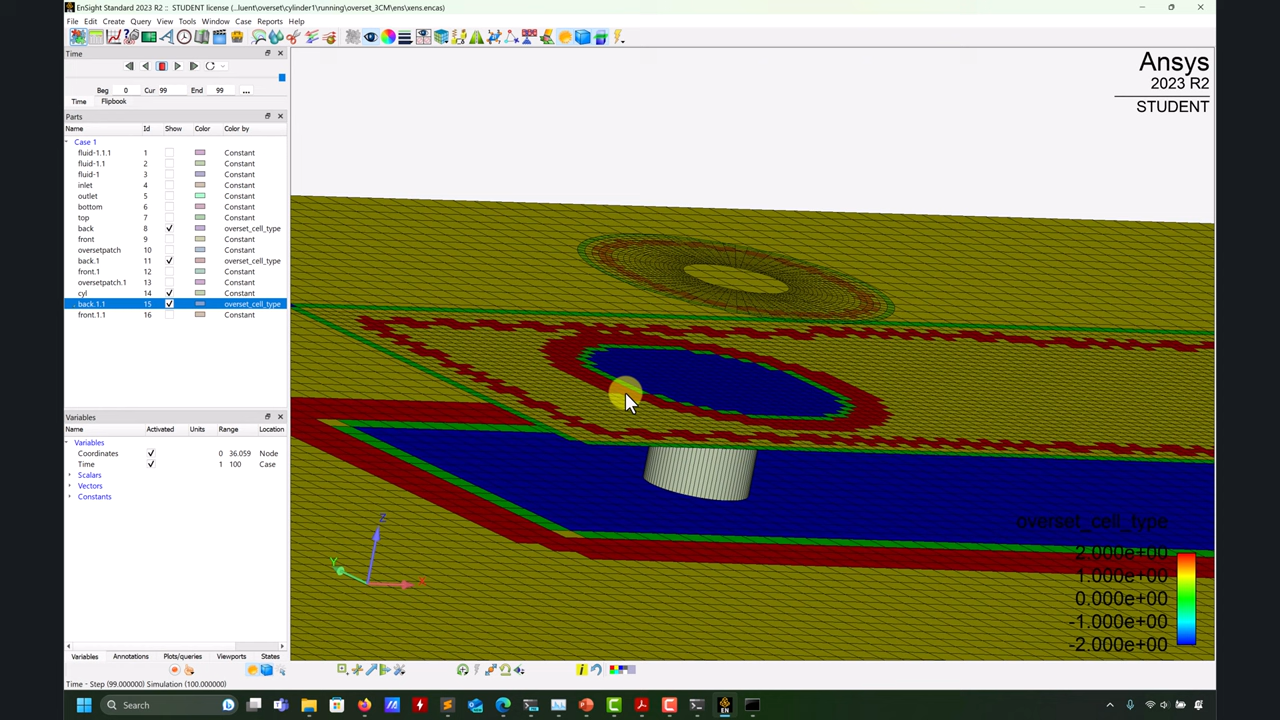 EnSight Standard 2023 R2 :: STUDENT license (...luent\overset\cylinder1\running\overset_3CM\ens\xens.encas)
File Edit Create Query View Tools Window Case Reports Help
Time
Beg 0 Cur 99 End 99 ...
Time Flipbook
Parts
Name Id Show Color Color by
Case 1
fluid-1.1.1 1 Constant
fluid-1.1 2 Constant
fluid-1 3 Constant
inlet 4 Constant
outlet 5 Constant
bottom 6 Constant
top 7 Constant
back 8 overset_cell_type
front 9 Constant
oversetpatch 10 Constant
back.1 11 overset_cell_type
front.1 12 Constant
oversetpatch.1 13 Constant
cyl 14 Constant
back.1.1 15 overset_cell_type
front.1.1 16 Constant
Variables
Name Activated Units Range Location
Variables
Coordinates 0 36.059 Node
Time 1 100 Case
Scalars
Vectors
Constants
Variables Annotations Plots/queries Viewports States
Time - Step (99.000000) Simulation (100.000000)
Ansys
2023 R2
STUDENT
Z
Y
X
overset_cell_type
2.000e+00
1.000e+00
0.000e+00
-1.000e+00
-2.000e+00
Search
EN